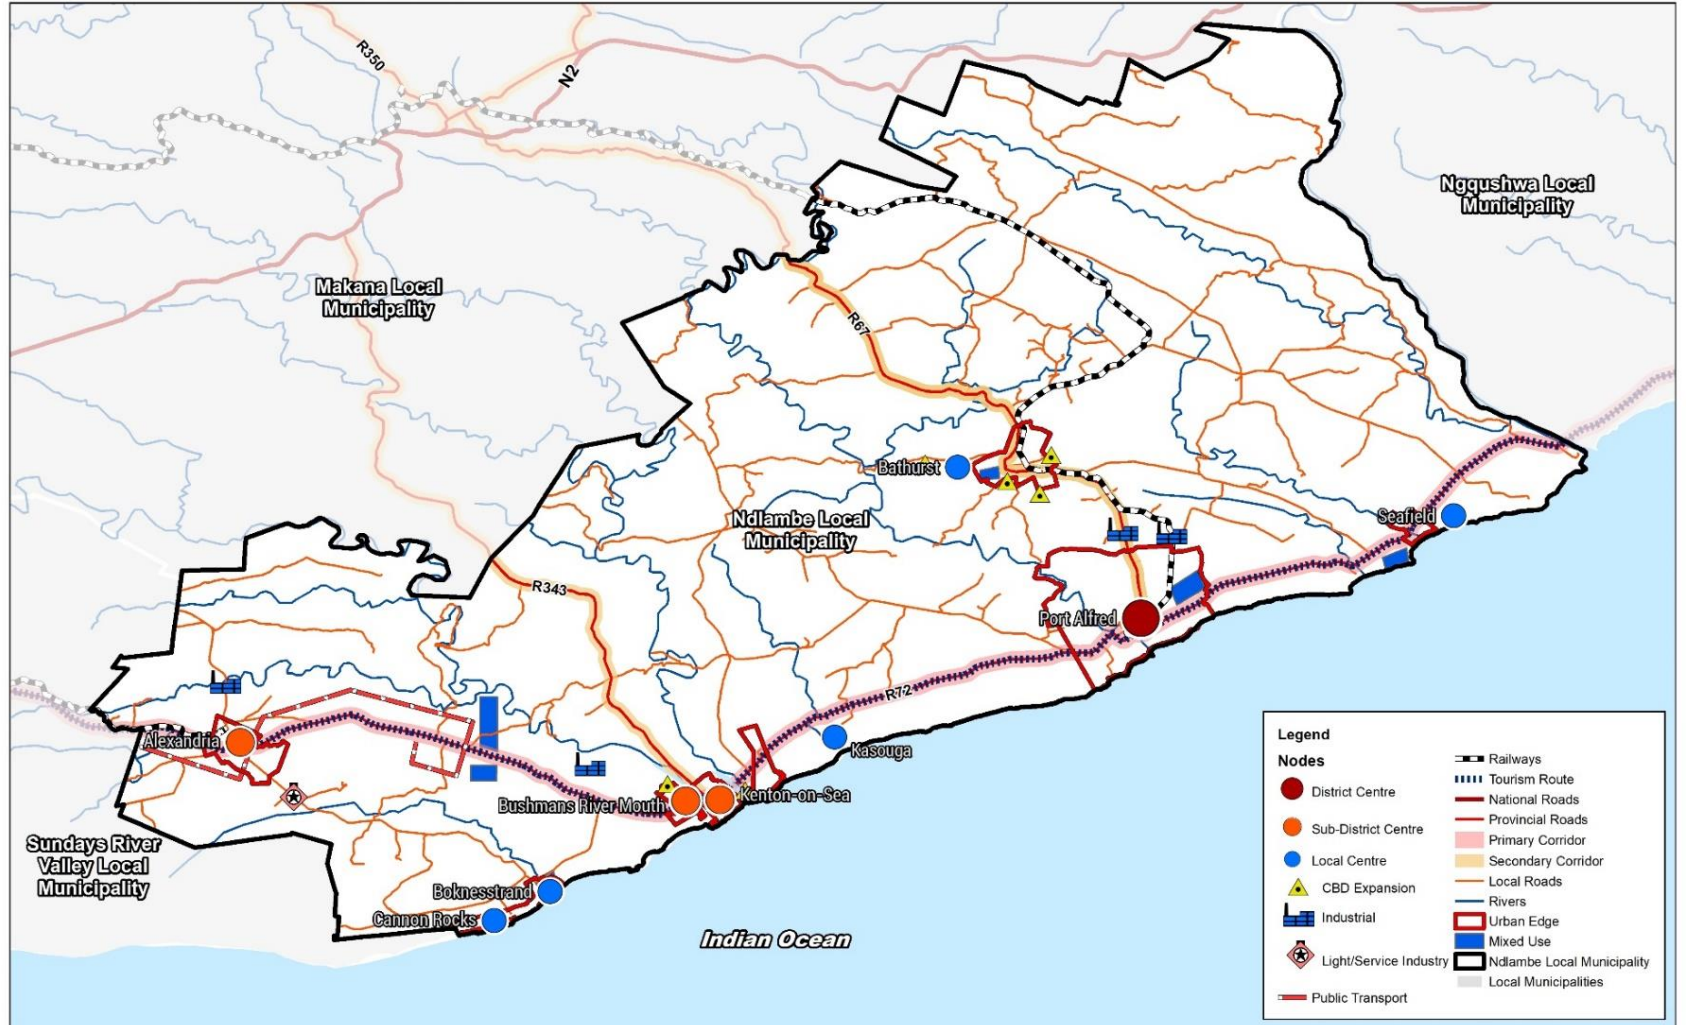 R350
N2
Ngqushwa Local
Municipality
Makana Local
Municipality
R67
Bathurst
Ndlambe Local
Municipality
Seafield
R343
Port Alfred
R72
Alexandria
Kasouga
Bushmans River Mouth
Kenton-on-Sea
Sundays River
Valley Local
Municipality
Boknesstrand
Cannon Rocks
Indian Ocean
Legend
Nodes
District Centre
Sub-District Centre
Local Centre
CBD Expansion
Industrial
Light/Service Industry
Public Transport
Railways
Tourism Route
National Roads
Provincial Roads
Primary Corridor
Secondary Corridor
Local Roads
Rivers
Urban Edge
Mixed Use
Ndlambe Local Municipality
Local Municipalities